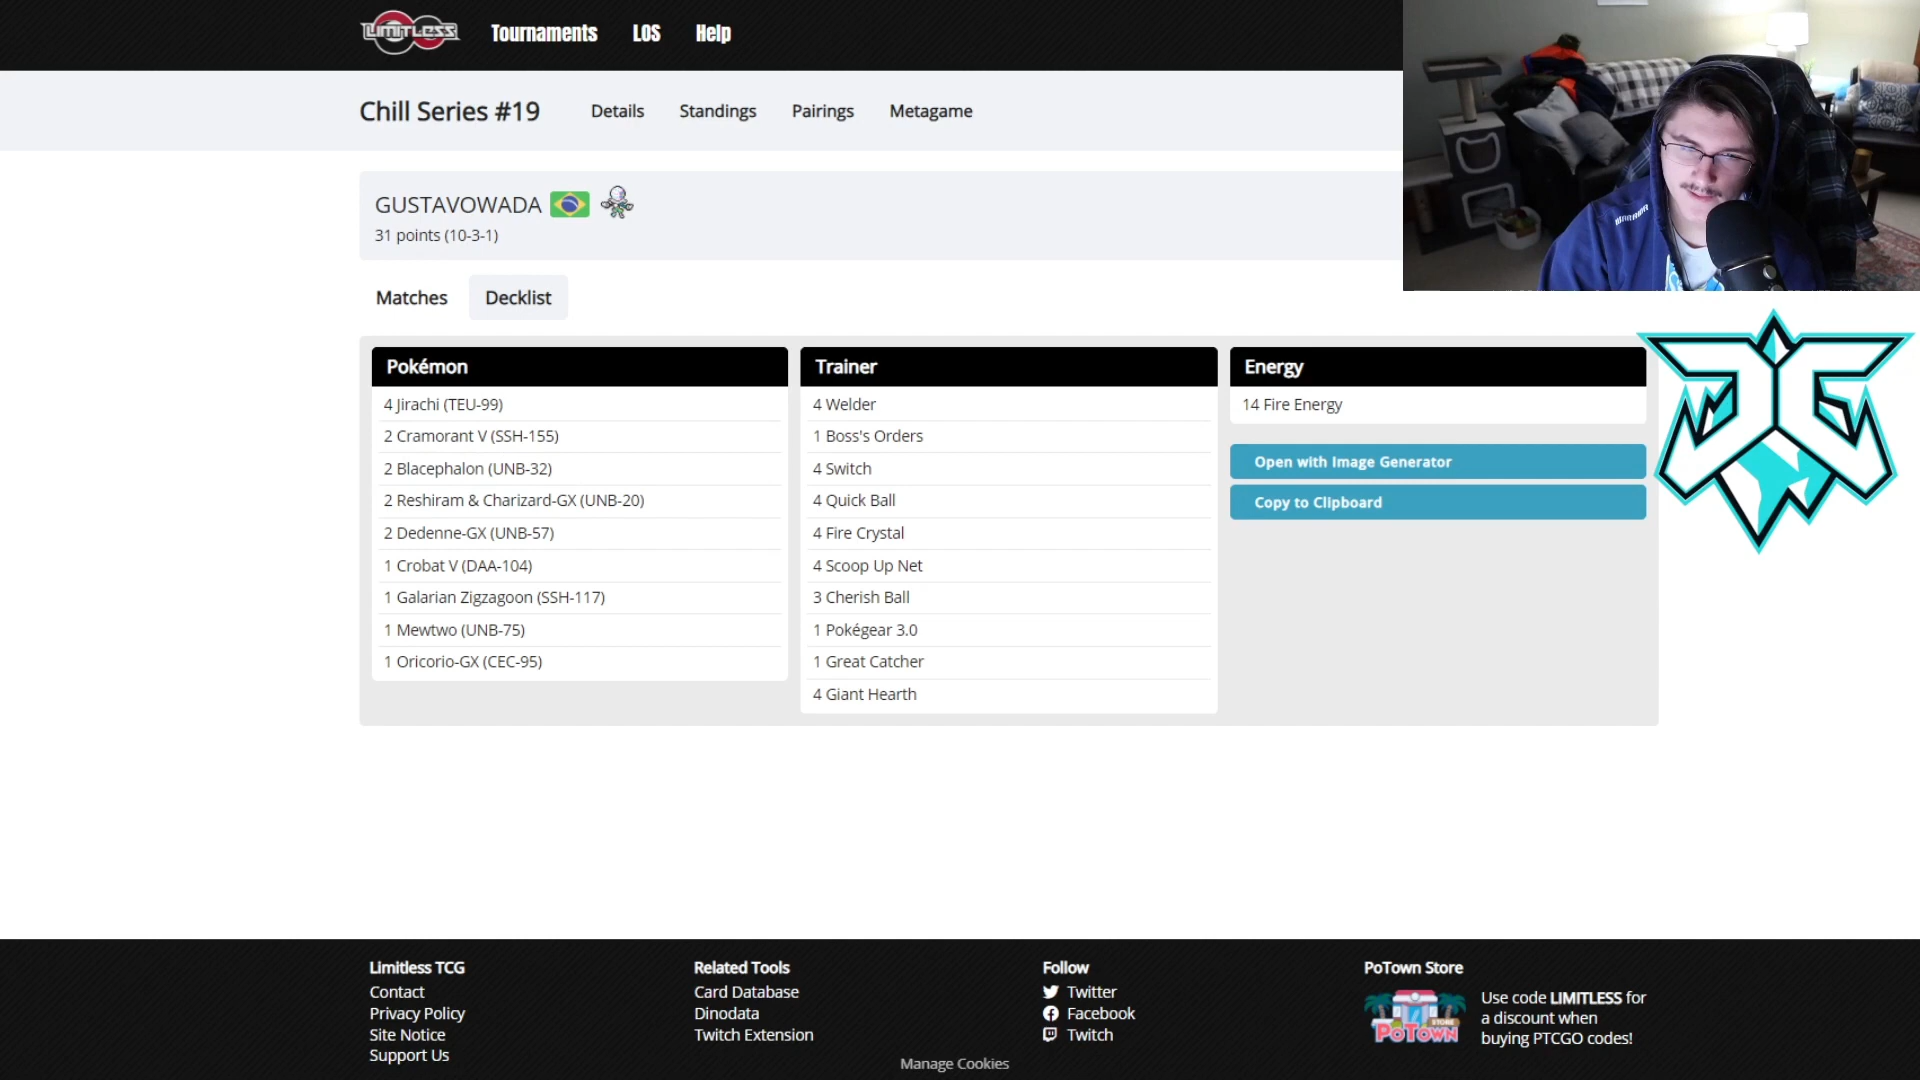 LIMITLESS
Tournaments
LOS
Help
Chill Series #19
Details
Standings
Pairings
Metagame
GUSTAVOWADA
31 points (10-3-1)
Matches
Decklist
Pokémon
4 Jirachi (TEU-99)
2 Cramorant V (SSH-155)
2 Blacephalon (UNB-32)
2 Reshiram & Charizard-GX (UNB-20)
2 Dedenne-GX (UNB-57)
1 Crobat V (DAA-104)
1 Galarian Zigzagoon (SSH-117)
1 Mewtwo (UNB-75)
1 Oricorio-GX (CEC-95)
Trainer
4 Welder
1 Boss's Orders
4 Switch
4 Quick Ball
4 Fire Crystal
4 Scoop Up Net
3 Cherish Ball
1 Pokégear 3.0
1 Great Catcher
4 Giant Hearth
Energy
14 Fire Energy
Open with Image Generator
Copy to Clipboard
WARRIOR
Limitless TCG
Contact
Privacy Policy
Site Notice
Support Us
Related Tools
Card Database
Dinodata
Twitch Extension
Follow
Twitter
Facebook
Twitch
PoTown Store
STORE
POTOWN
Use code LIMITLESS for
a discount when
buying PTCGO codes!
Manage Cookies